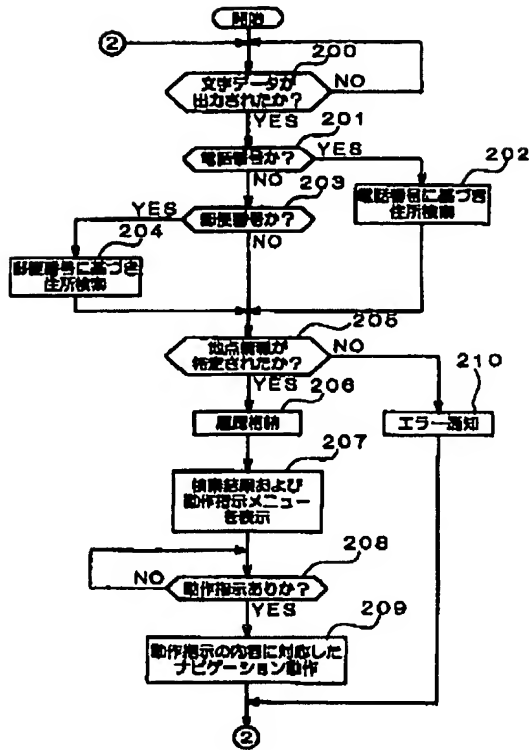 開始
②
200
文字データが
出力されたか？
NO
YES
201
電話番号か？
YES
NO
202
電話番号に基づき
住所検索
203
郵便番号か？
YES
NO
204
郵便番号に基づき
住所検索
205
地点情報が
特定されたか？
NO
YES
206
履歴格納
210
エラー通知
207
検索結果および
動作指示メニュー
を表示
208
動作指示ありか？
NO
YES
209
動作指示の内容に対応した
ナビゲーション動作
②